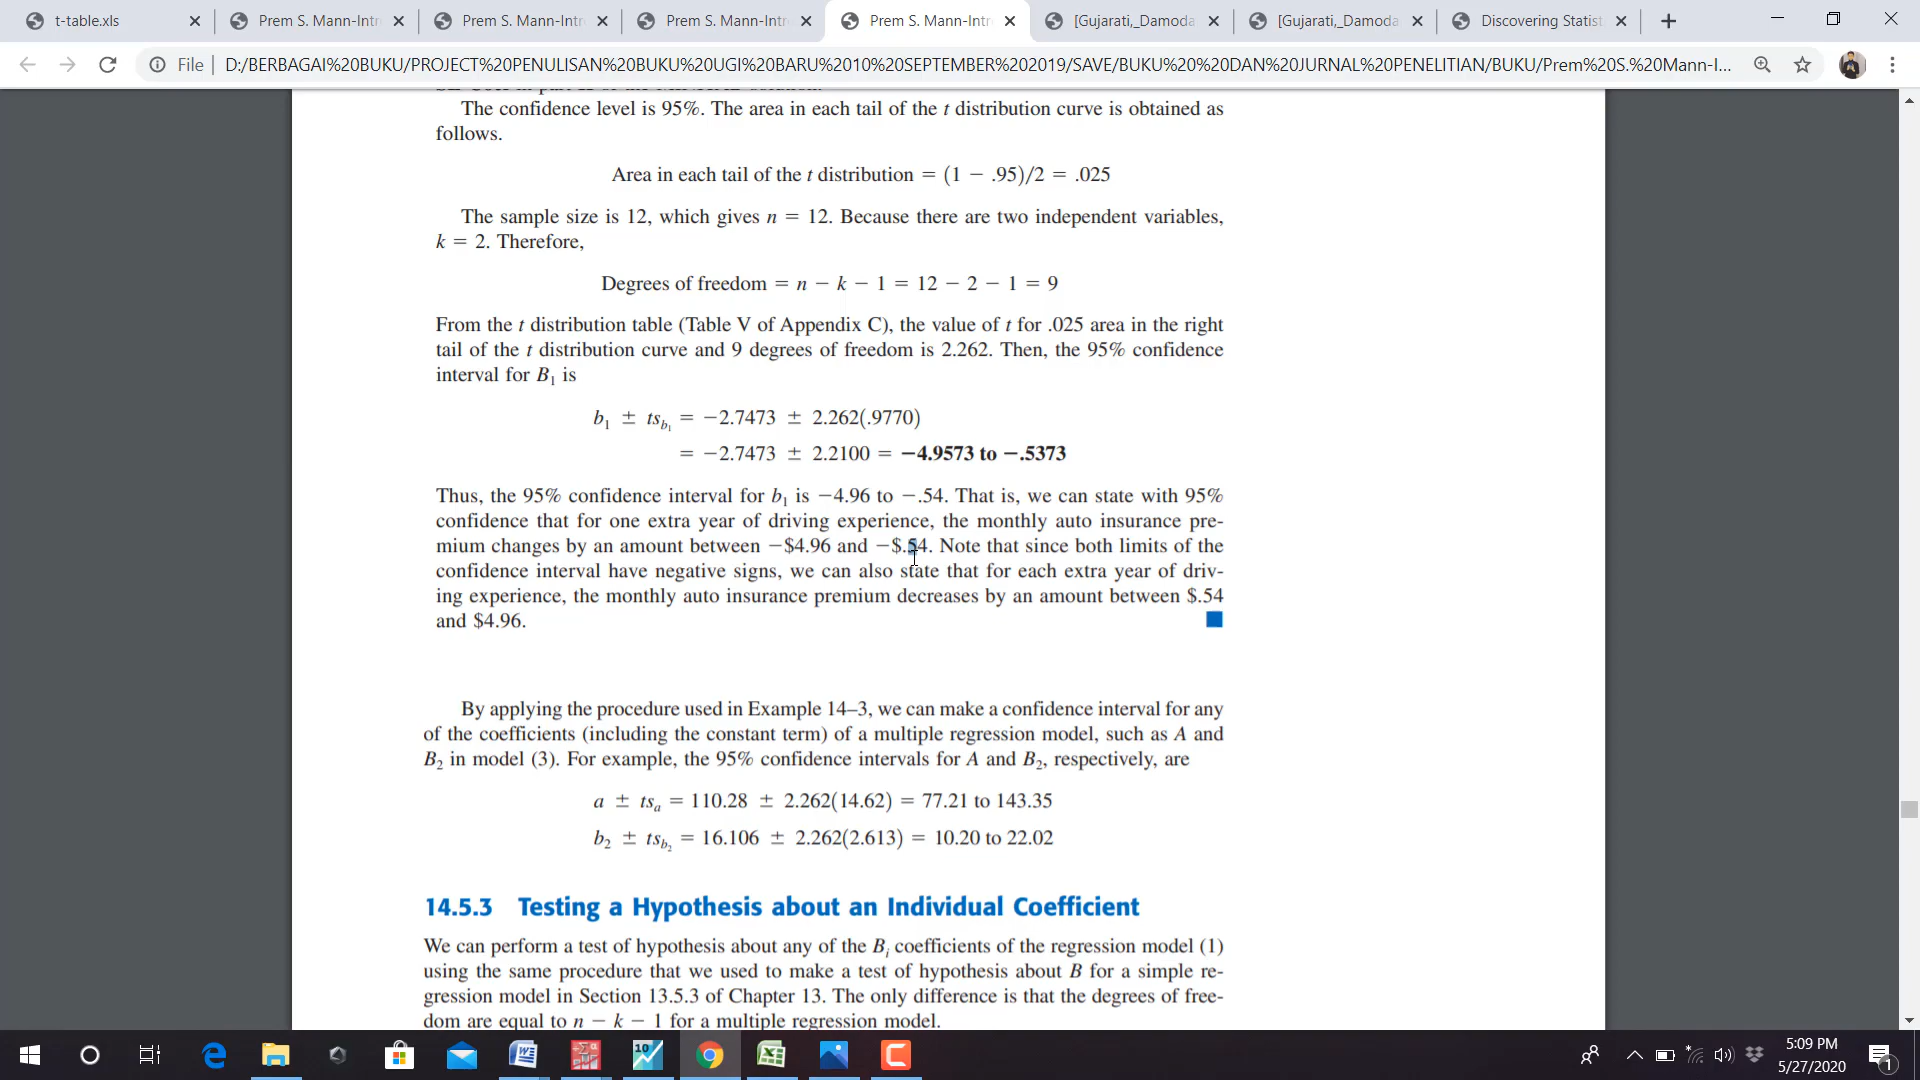 t-table.xls
Prem S. Mann-Intr
Prem S. Mann-Intr
Prem S. Mann-Intr
Prem S. Mann-Intr
[Gujarati,_Damoda
[Gujarati,_Damoda
Discovering Statist
File
D:/BERBAGAI%20BUKU/PROJECT%20PENULISAN%20BUKU%20UGI%20BARU%2010%20SEPTEMBER%202019/SAVE/BUKU%20%20DAN%20JURNAL%20PENELITIAN/BUKU/Prem%20S.%20Mann-I...
The confidence level is 95%. The area in each tail of the t distribution curve is obtained as
follows.
Area in each tail of the t distribution = (1 − .95)/2 = .025
The sample size is 12, which gives n = 12. Because there are two independent variables,
k = 2. Therefore,
Degrees of freedom = n − k − 1 = 12 − 2 − 1 = 9
From the t distribution table (Table V of Appendix C), the value of t for .025 area in the right
tail of the t distribution curve and 9 degrees of freedom is 2.262. Then, the 95% confidence
interval for B₁ is
b₁ ± ts_b₁ = −2.7473 ± 2.262(.9770)
= −2.7473 ± 2.2100 = −4.9573 to −.5373
Thus, the 95% confidence interval for b₁ is −4.96 to −.54. That is, we can state with 95%
confidence that for one extra year of driving experience, the monthly auto insurance pre-
mium changes by an amount between −$4.96 and −$.54. Note that since both limits of the
confidence interval have negative signs, we can also state that for each extra year of driv-
ing experience, the monthly auto insurance premium decreases by an amount between $.54
and $4.96.
By applying the procedure used in Example 14–3, we can make a confidence interval for any
of the coefficients (including the constant term) of a multiple regression model, such as A and
B₂ in model (3). For example, the 95% confidence intervals for A and B₂, respectively, are
a ± ts_a = 110.28 ± 2.262(14.62) = 77.21 to 143.35
b₂ ± ts_b₂ = 16.106 ± 2.262(2.613) = 10.20 to 22.02
14.5.3 Testing a Hypothesis about an Individual Coefficient
We can perform a test of hypothesis about any of the Bᵢ coefficients of the regression model (1)
using the same procedure that we used to make a test of hypothesis about B for a simple re-
gression model in Section 13.5.3 of Chapter 13. The only difference is that the degrees of free-
dom are equal to n − k − 1 for a multiple regression model.
5:09 PM
5/27/2020
1